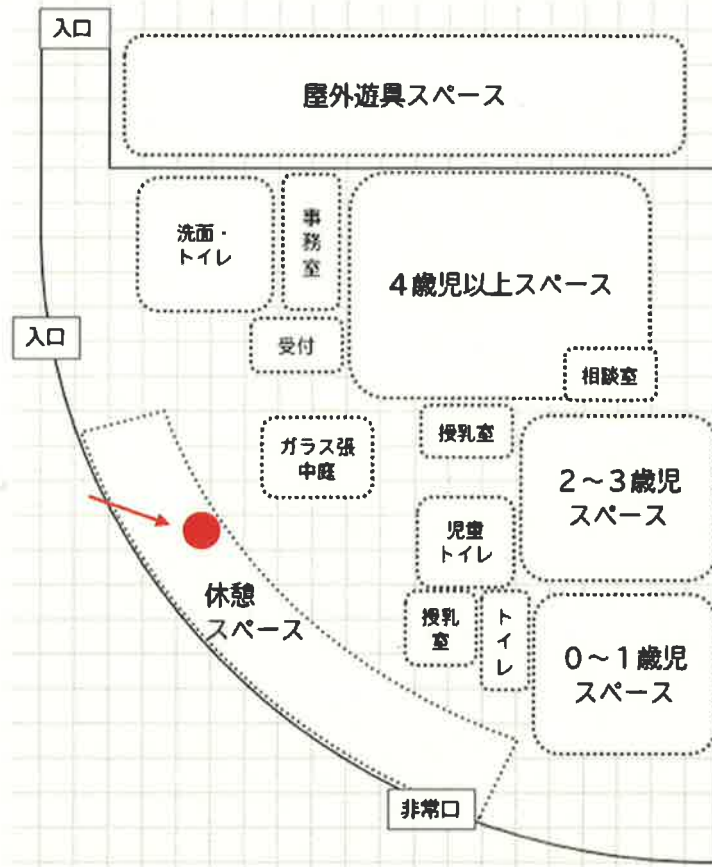 入口
屋外遊具スペース
洗面・
トイレ
事務室
4歳児以上スペース
入口
受付
相談室
授乳室
ガラス張
中庭
2～3歳児
スペース
児童
トイレ
休憩
スペース
授乳
室
トイレ
0～1歳児
スペース
非常口